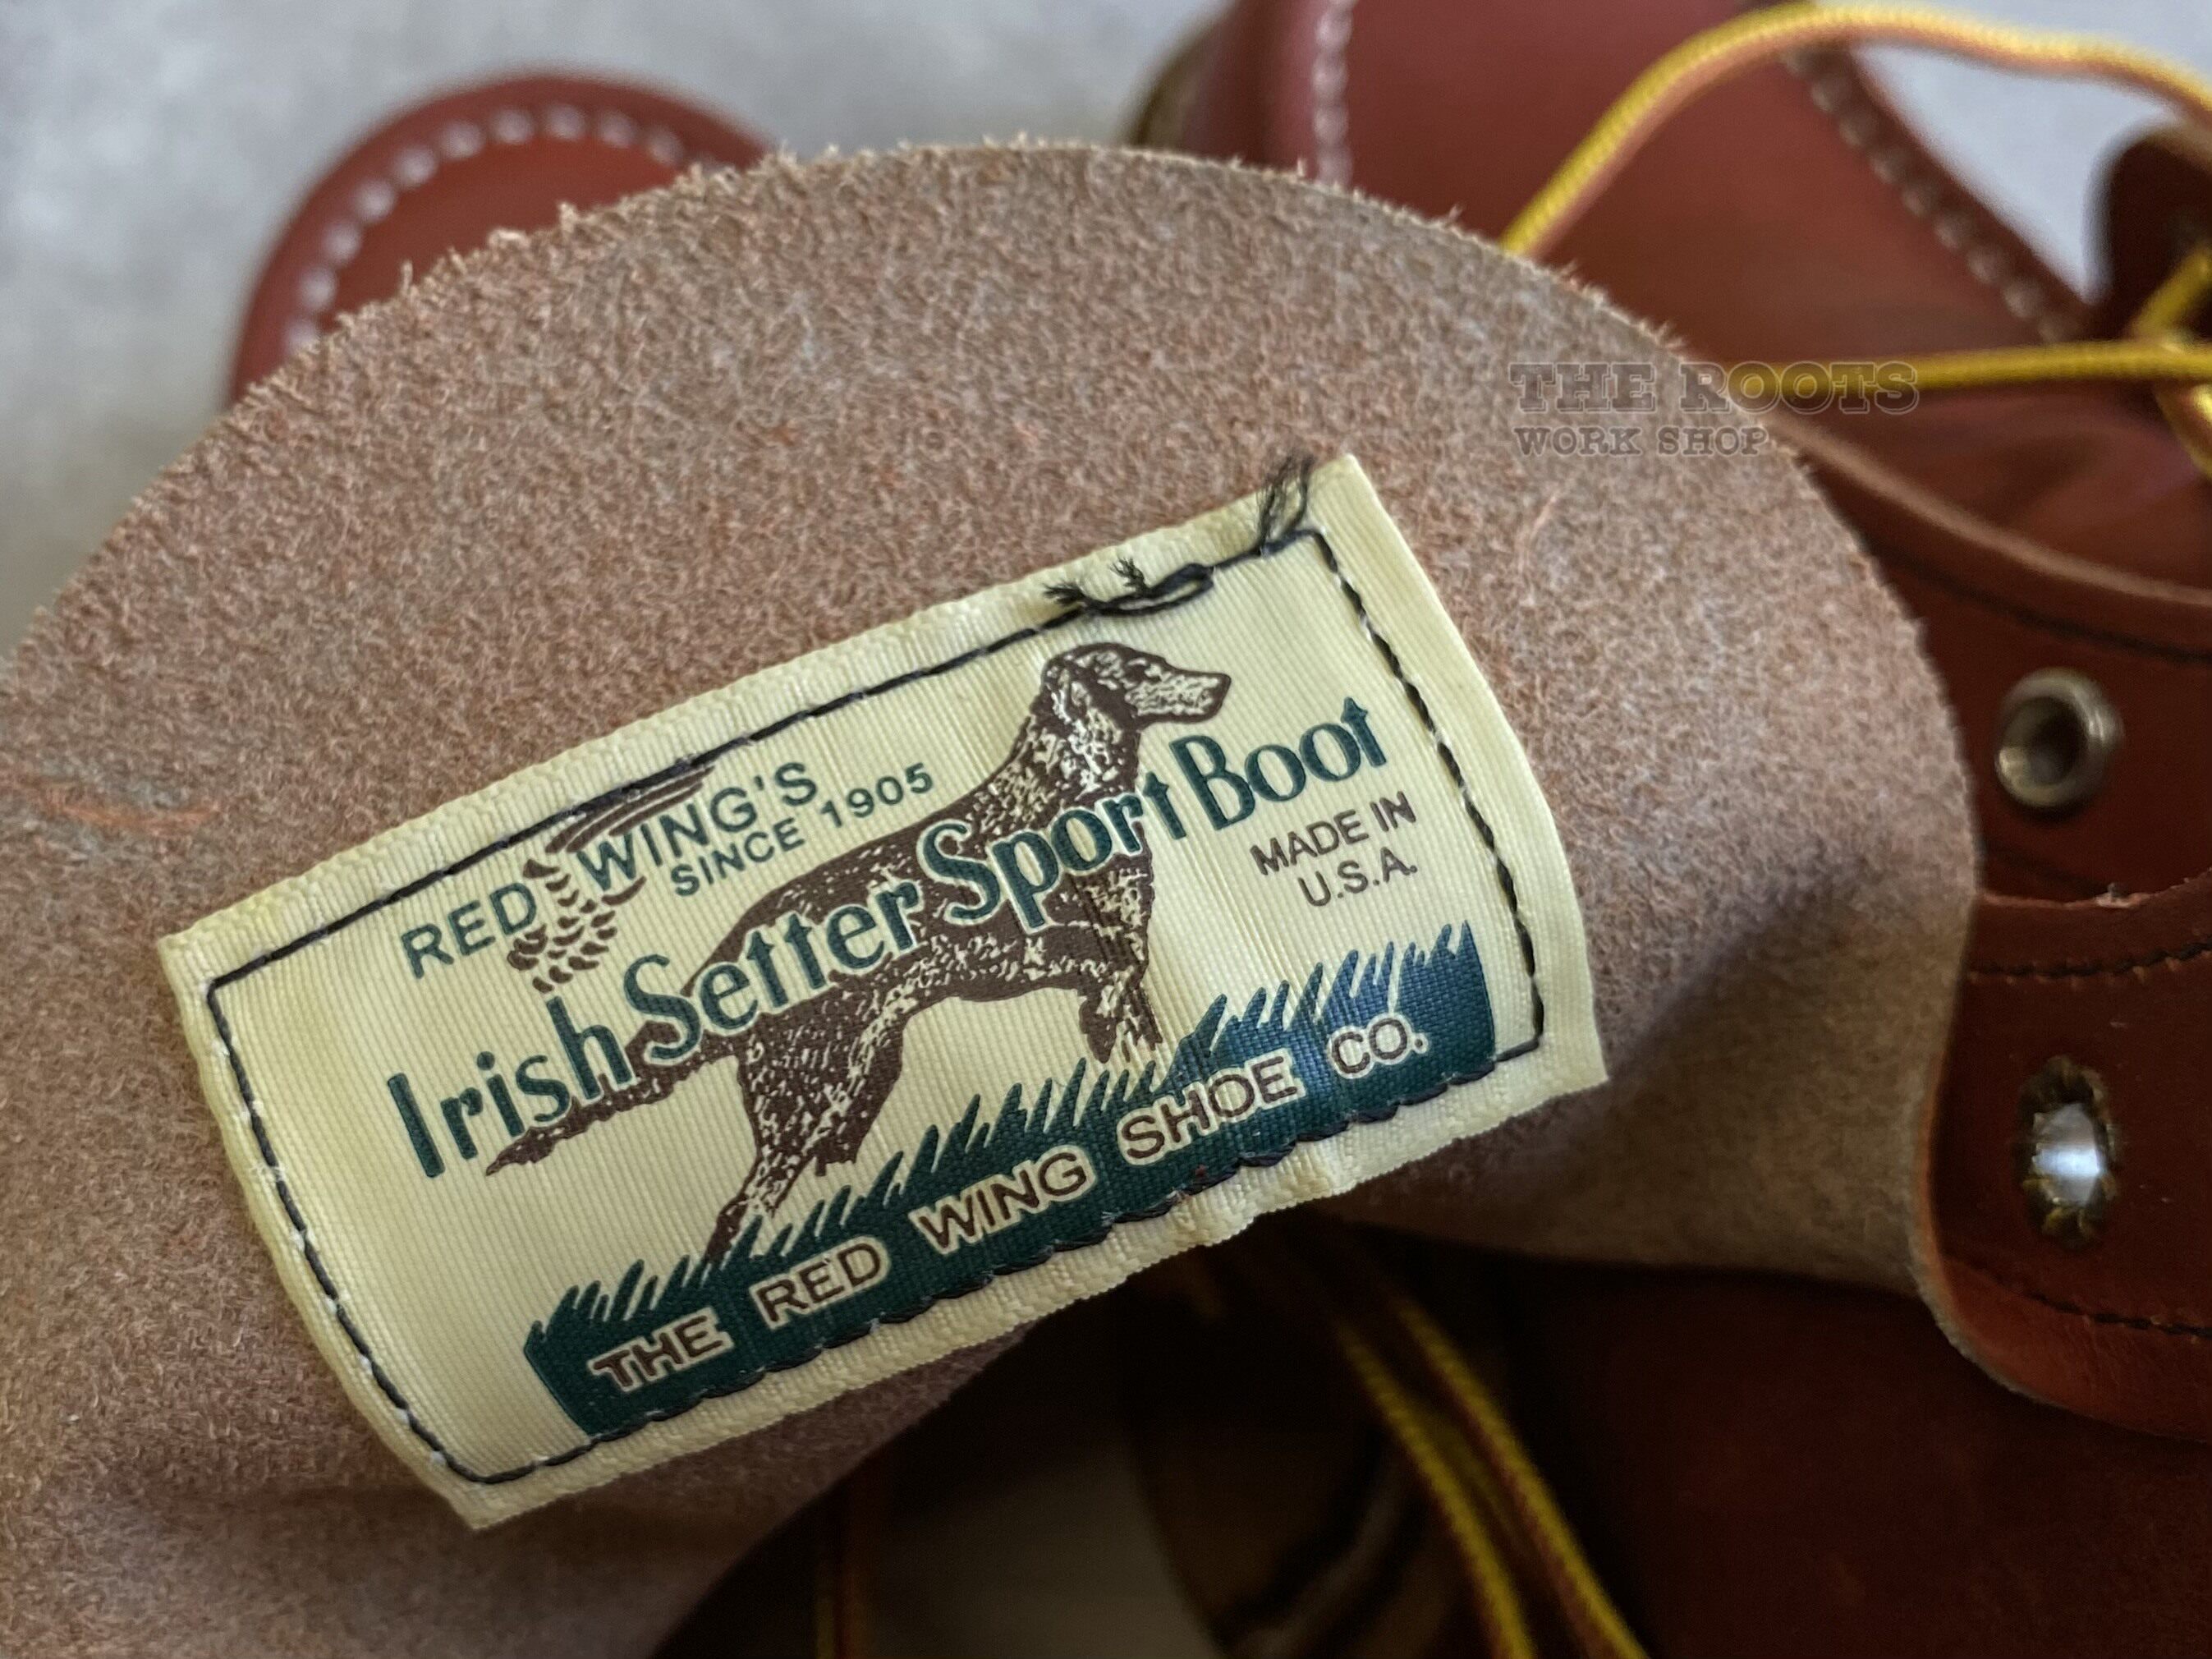 THE ROOTS
WORK SHOP
RED WING'S
SINCE 1905
Irish Setter Sport Boot
MADE IN
U.S.A.
THE RED WING SHOE CO.